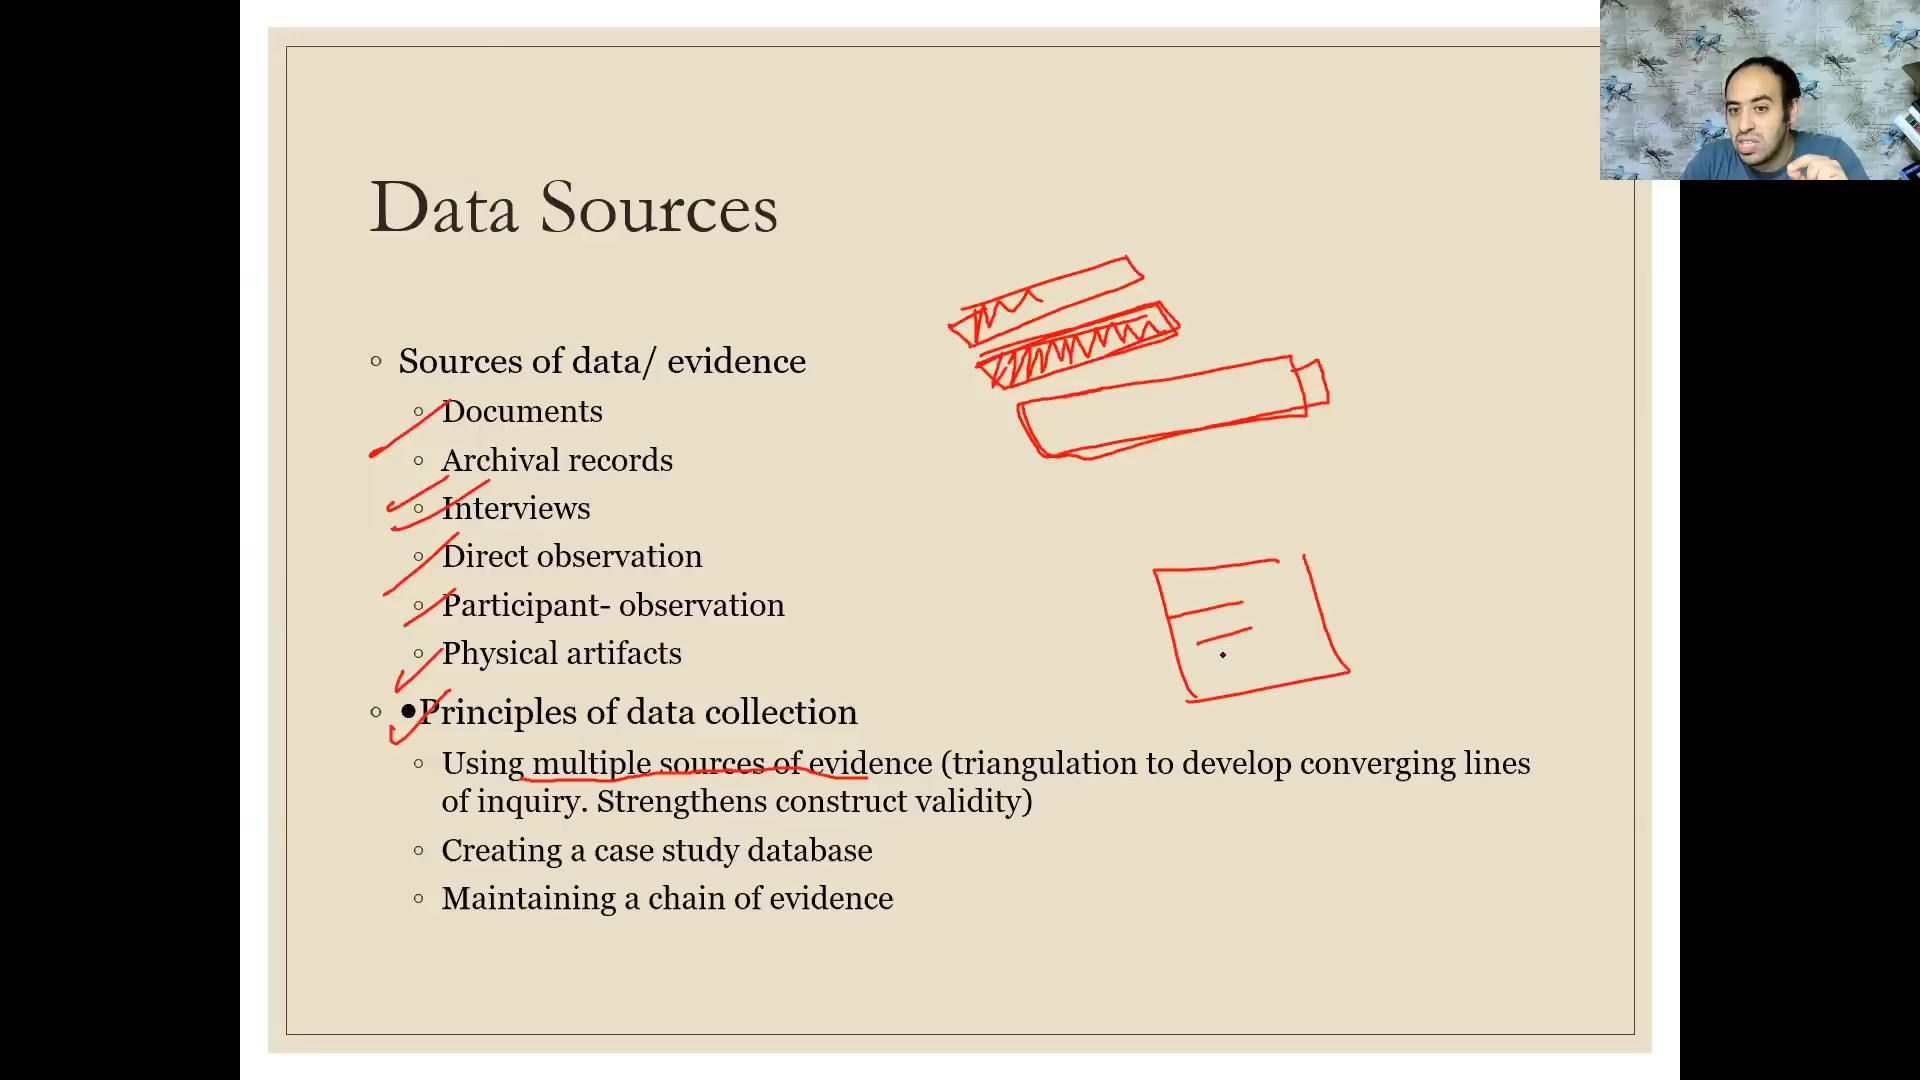 Data Sources
Sources of data/ evidence
Documents
Archival records
Interviews
Direct observation
Participant- observation
Physical artifacts
•Principles of data collection
Using multiple sources of evidence (triangulation to develop converging lines
of inquiry. Strengthens construct validity)
Creating a case study database
Maintaining a chain of evidence